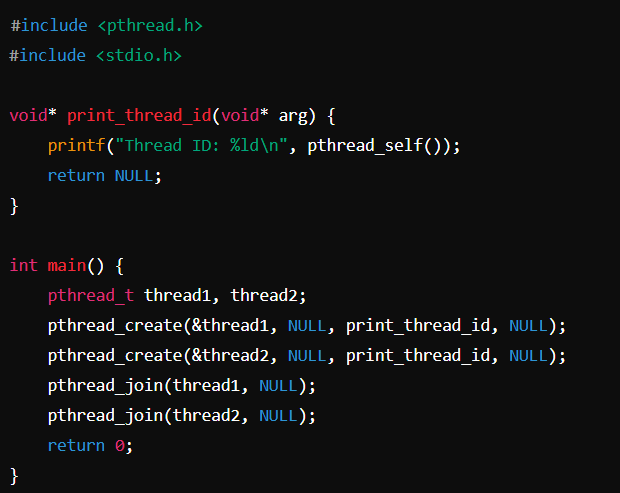 #include <pthread.h>
#include <stdio.h>

void* print_thread_id(void* arg) {
    printf("Thread ID: %ld\n", pthread_self());
    return NULL;
}

int main() {
    pthread_t thread1, thread2;
    pthread_create(&thread1, NULL, print_thread_id, NULL);
    pthread_create(&thread2, NULL, print_thread_id, NULL);
    pthread_join(thread1, NULL);
    pthread_join(thread2, NULL);
    return 0;
}